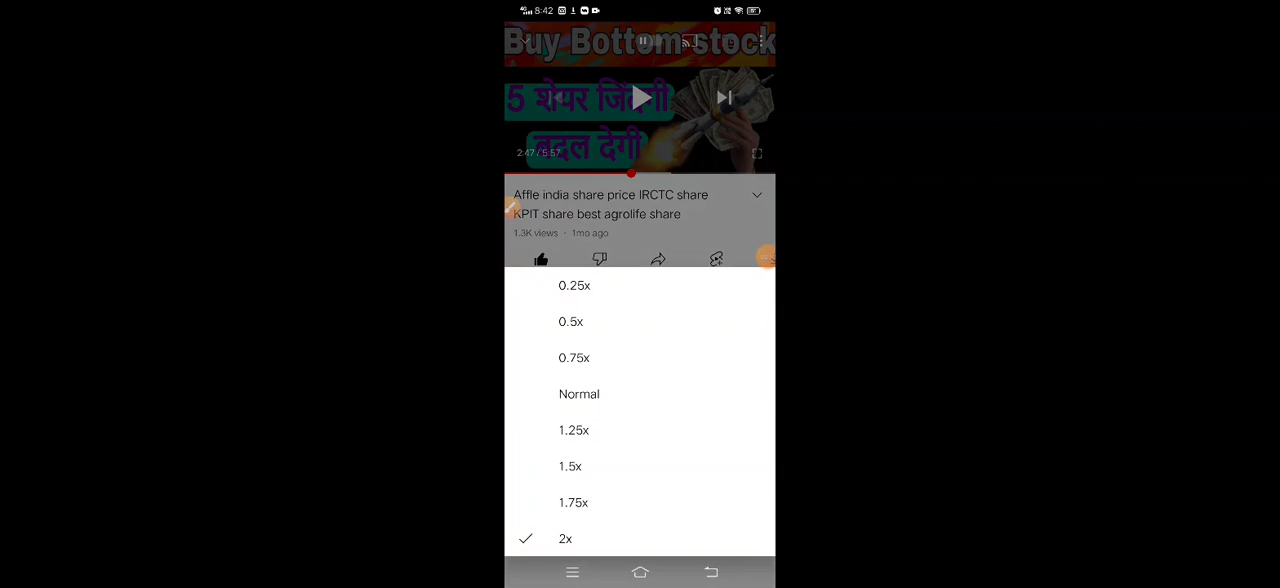 8:42
Buy Bottom stock
5 शेयर जिंदगी
बदल देगी
2:47 / 5:57
Affle india share price IRCTC share
KPIT share best agrolife share
1.3K views · 1mo ago
0.25x
0.5x
0.75x
Normal
1.25x
1.5x
1.75x
2x